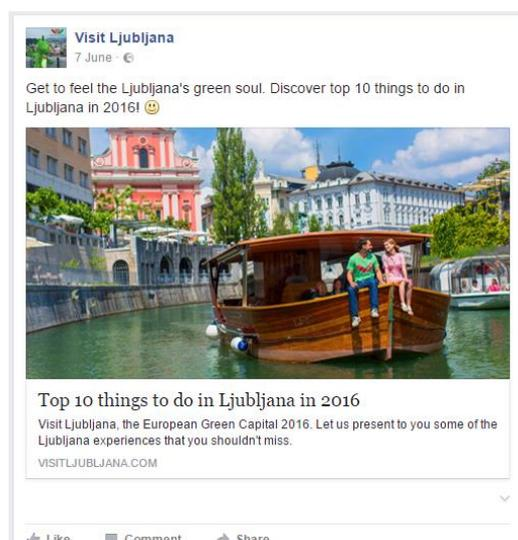 Visit Ljubljana
7 June ·
Get to feel the Ljubljana's green soul. Discover top 10 things to do in
Ljubljana in 2016!
Top 10 things to do in Ljubljana in 2016
Visit Ljubljana, the European Green Capital 2016. Let us present to you some of the
Ljubljana experiences that you shouldn't miss.
VISITLJUBLJANA.COM
Like Comment Share